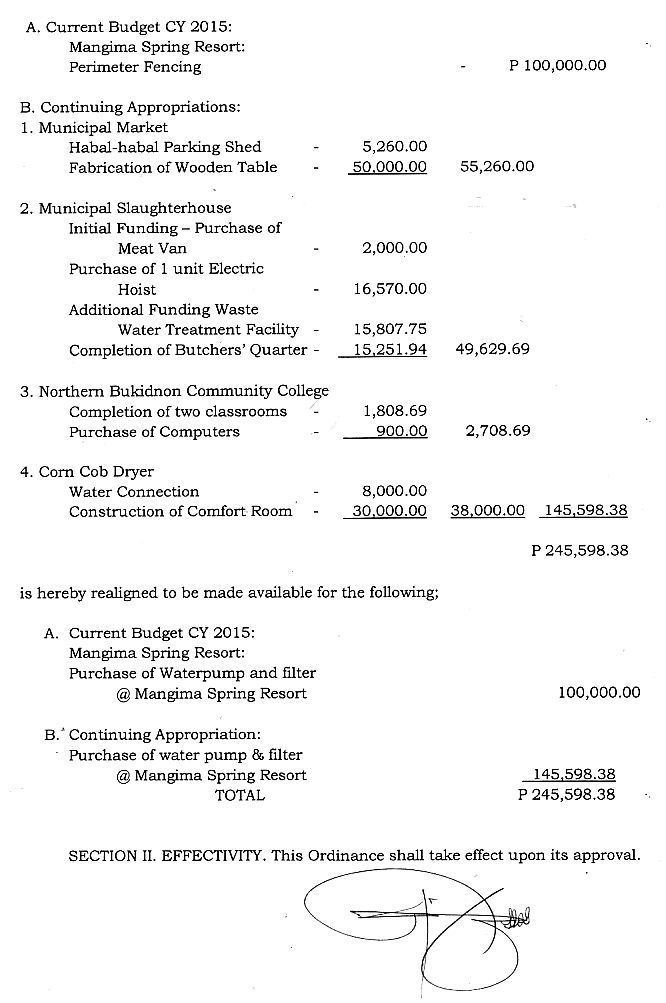 A. Current Budget CY 2015:
Mangima Spring Resort:
Perimeter Fencing - P 100,000.00
B. Continuing Appropriations:
1. Municipal Market
Habal-habal Parking Shed - 5,260.00
Fabrication of Wooden Table - 50,000.00 55,260.00
2. Municipal Slaughterhouse
Initial Funding – Purchase of
Meat Van - 2,000.00
Purchase of 1 unit Electric
Hoist - 16,570.00
Additional Funding Waste
Water Treatment Facility - 15,807.75
Completion of Butchers' Quarter - 15,251.94 49,629.69
3. Northern Bukidnon Community College
Completion of two classrooms - 1,808.69
Purchase of Computers - 900.00 2,708.69
4. Corn Cob Dryer
Water Connection - 8,000.00
Construction of Comfort Room - 30,000.00 38,000.00 145,598.38
P 245,598.38
is hereby realigned to be made available for the following;
A. Current Budget CY 2015:
Mangima Spring Resort:
Purchase of Waterpump and filter
@ Mangima Spring Resort 100,000.00
B. Continuing Appropriation:
Purchase of water pump & filter
@ Mangima Spring Resort 145,598.38
TOTAL P 245,598.38
SECTION II. EFFECTIVITY. This Ordinance shall take effect upon its approval.